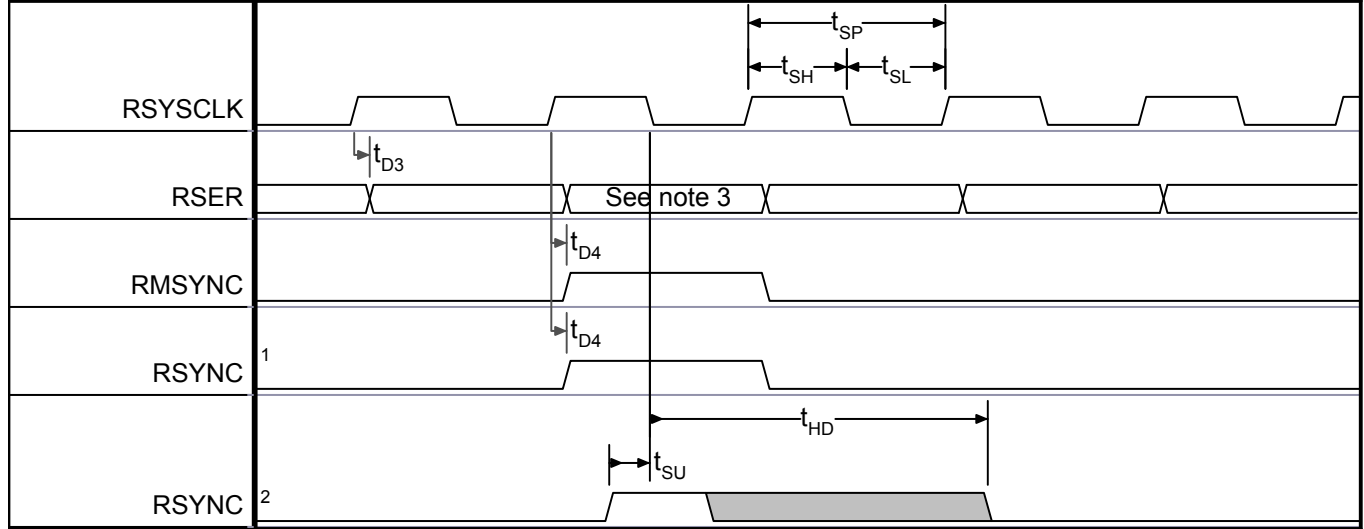 tSP
tSH tSL
RSYSCLK
tD3
RSER See note 3
tD4
RMSYNC
tD4
RSYNC 1
tHD
tSU
RSYNC 2